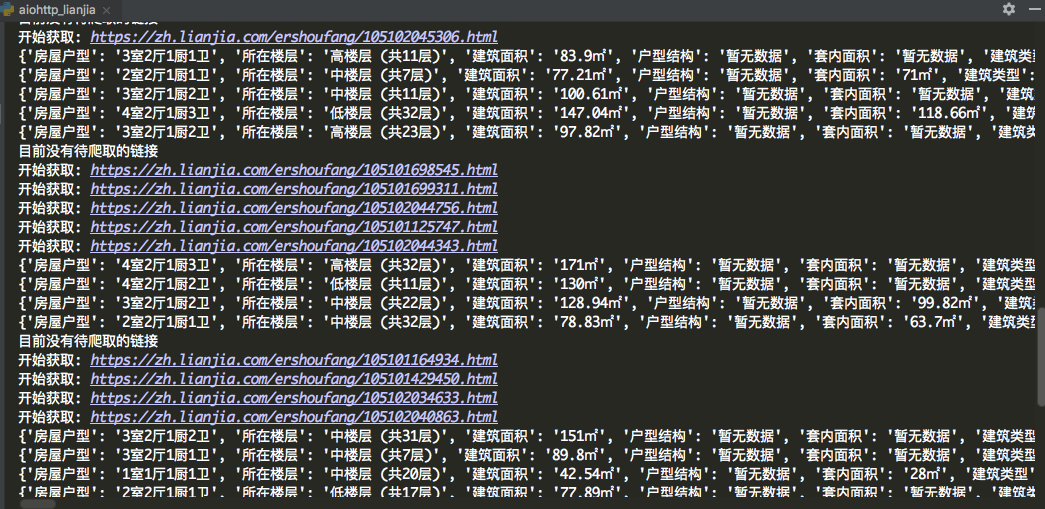 aiohttp_lianjia
目前没有待爬取的链接
开始获取: https://zh.lianjia.com/ershoufang/105102045306.html
{'房屋户型': '3室2厅1厨1卫', '所在楼层': '高楼层 (共11层)', '建筑面积': '83.9㎡', '户型结构': '暂无数据', '套内面积': '暂无数据', '建筑类
{'房屋户型': '2室2厅1厨1卫', '所在楼层': '中楼层 (共7层)', '建筑面积': '77.21㎡', '户型结构': '暂无数据', '套内面积': '71㎡', '建筑类型':
{'房屋户型': '3室2厅1厨2卫', '所在楼层': '中楼层 (共11层)', '建筑面积': '100.61㎡', '户型结构': '暂无数据', '套内面积': '暂无数据', '建筑
{'房屋户型': '4室2厅1厨3卫', '所在楼层': '低楼层 (共32层)', '建筑面积': '147.04㎡', '户型结构': '暂无数据', '套内面积': '118.66㎡', '建筑
{'房屋户型': '3室2厅1厨2卫', '所在楼层': '高楼层 (共23层)', '建筑面积': '97.82㎡', '户型结构': '暂无数据', '套内面积': '暂无数据', '建筑类
目前没有待爬取的链接
开始获取: https://zh.lianjia.com/ershoufang/105101698545.html
开始获取: https://zh.lianjia.com/ershoufang/105101699311.html
开始获取: https://zh.lianjia.com/ershoufang/105102044756.html
开始获取: https://zh.lianjia.com/ershoufang/105101125747.html
开始获取: https://zh.lianjia.com/ershoufang/105102044343.html
{'房屋户型': '4室2厅1厨3卫', '所在楼层': '高楼层 (共32层)', '建筑面积': '171㎡', '户型结构': '暂无数据', '套内面积': '暂无数据', '建筑类型
{'房屋户型': '4室2厅1厨2卫', '所在楼层': '低楼层 (共11层)', '建筑面积': '130㎡', '户型结构': '暂无数据', '套内面积': '暂无数据', '建筑类型
{'房屋户型': '3室2厅1厨2卫', '所在楼层': '中楼层 (共22层)', '建筑面积': '128.94㎡', '户型结构': '暂无数据', '套内面积': '99.82㎡', '建筑
{'房屋户型': '2室2厅1厨1卫', '所在楼层': '中楼层 (共32层)', '建筑面积': '78.83㎡', '户型结构': '暂无数据', '套内面积': '63.7㎡', '建筑类型
目前没有待爬取的链接
开始获取: https://zh.lianjia.com/ershoufang/105101164934.html
开始获取: https://zh.lianjia.com/ershoufang/105101429450.html
开始获取: https://zh.lianjia.com/ershoufang/105102034633.html
开始获取: https://zh.lianjia.com/ershoufang/105102040863.html
{'房屋户型': '3室2厅1厨2卫', '所在楼层': '中楼层 (共31层)', '建筑面积': '151㎡', '户型结构': '暂无数据', '套内面积': '暂无数据', '建筑类型
{'房屋户型': '3室2厅1厨1卫', '所在楼层': '中楼层 (共7层)', '建筑面积': '89.8㎡', '户型结构': '暂无数据', '套内面积': '暂无数据', '建筑类型
{'房屋户型': '1室1厅1厨1卫', '所在楼层': '中楼层 (共20层)', '建筑面积': '42.54㎡', '户型结构': '暂无数据', '套内面积': '28㎡', '建筑类型'
{'房屋户型': '2室2厅1厨1卫', '所在楼层': '低楼层 (共17层)', '建筑面积': '77.89㎡', '户型结构': '暂无数据', '套内面积': '暂无数据', '建筑类